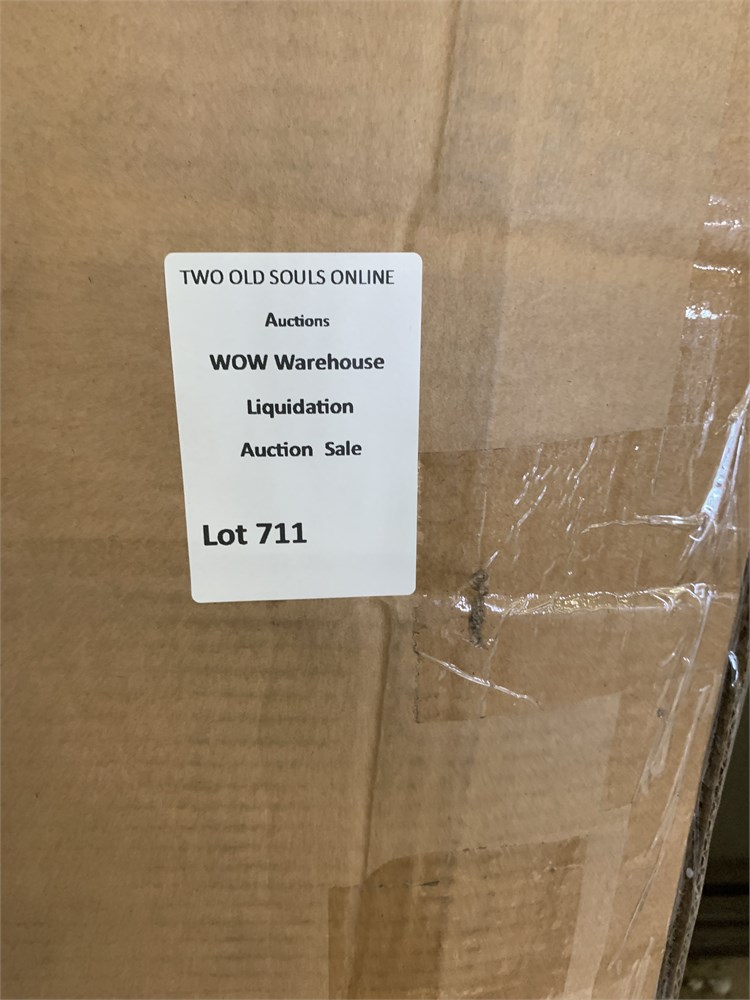 TWO OLD SOULS ONLINE
Auctions
WOW Warehouse
Liquidation
Auction Sale
Lot 711